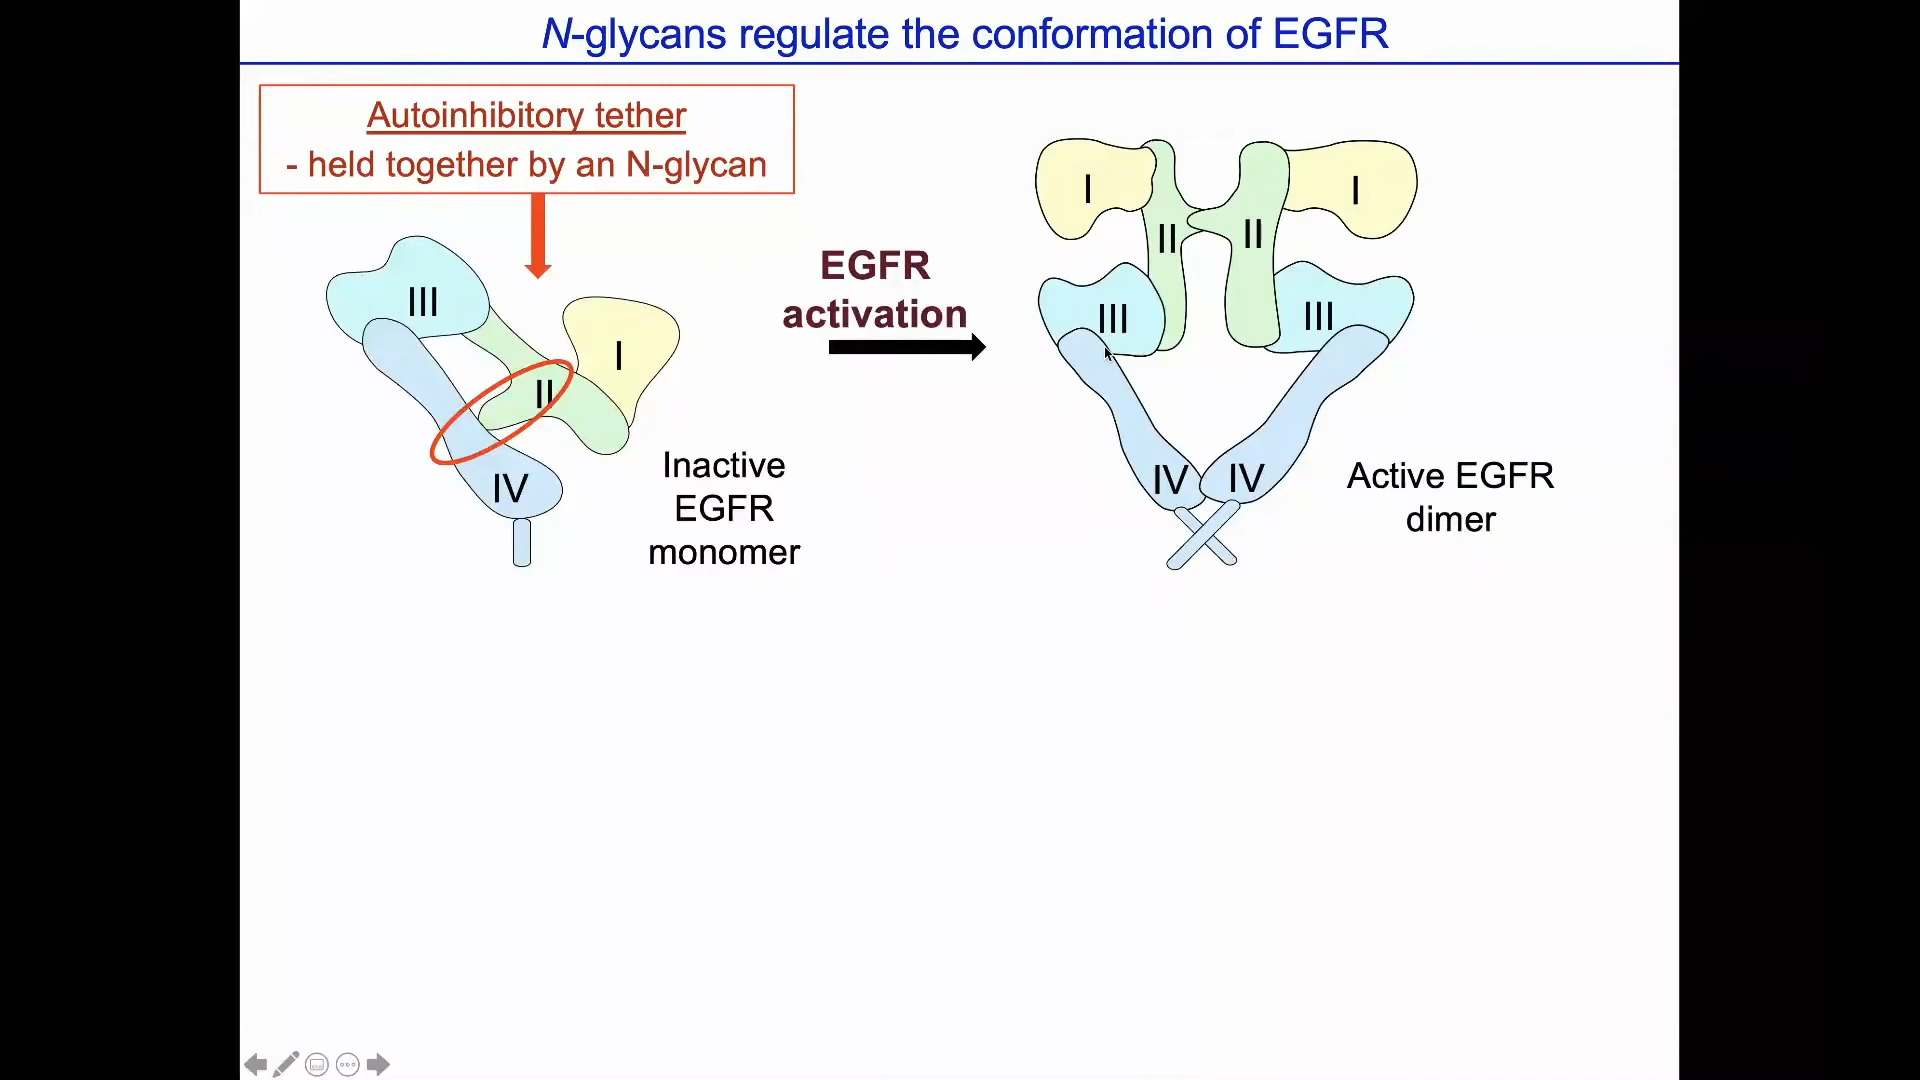 N-glycans regulate the conformation of EGFR
Autoinhibitory tether
- held together by an N-glycan
III
I
II
IV
Inactive
EGFR
monomer
EGFR
activation
I
I
II
II
III
III
IV
IV
Active EGFR
dimer